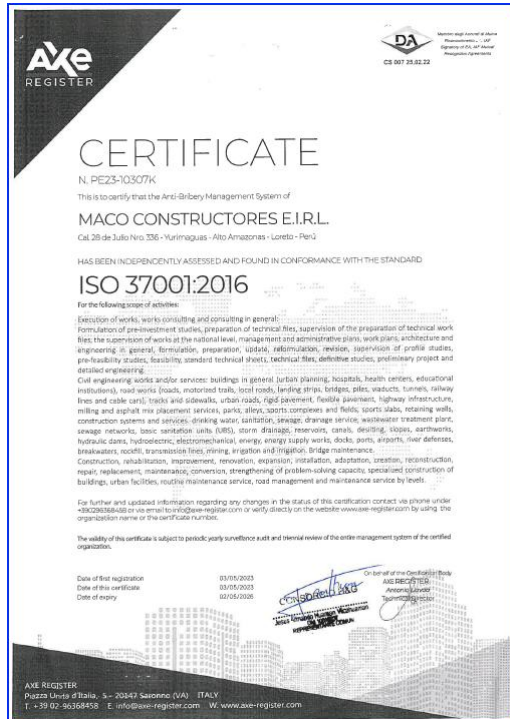 AXe
REGISTER
DA
CS 007 25.02.22
CERTIFICATE
N. PE23-10307K
This is to certify that the Anti-Bribery Management System of
MACO CONSTRUCTORES E.I.R.L.
Cal. 28 de Julio Nro. 336 - Yurimaguas - Alto Amazonas - Loreto - Perú
HAS BEEN INDEPENDENTLY ASSESSED AND FOUND IN CONFORMANCE WITH THE STANDARD
ISO 37001:2016
For the following scope of activities:
Execution of works, works consulting and consulting in general:
Formulation of pre-investment studies, preparation of technical files, supervision of the preparation of technical work
files, the supervision of works at the national level, management and administrative plans, work plans, architecture and
engineering in general, formulation, preparation, update, reformulation, revision, supervision of profile studies,
pre-feasibility studies, feasibility, standard technical sheets, technical files, definitive studies, preliminary project and
detailed engineering.
Civil engineering works and/or services: buildings in general (urban planning, hospitals, health centers, educational
institutions), road works (roads, motorized trails, local roads, landing strips, bridges, piles, viaducts, tunnels, railway
lines and cable cars), tracks and sidewalks, urban roads, rigid pavement, flexible pavement, highway infrastructure,
milling and asphalt mix placement services, parks, alleys, sports complexes and fields, sports slabs, retaining walls,
construction systems and services: drinking water, sanitation, sewage, drainage service, wastewater treatment plant,
sewage networks, basic sanitation units (UBS), storm drainage, reservoirs, canals, desilting, slopes, earthworks,
hydraulic dams, hydroelectric, electromechanical, energy, energy supply works, docks, ports, airports, river defenses,
breakwaters, rockfill, transmission lines, mining, irrigation and irrigation. Bridge maintenance.
Construction, rehabilitation, improvement, renovation, expansion, installation, adaptation, creation, reconstruction,
repair, replacement, maintenance, conversion, strengthening of problem-solving capacity, specialized construction of
buildings, urban facilities, routine maintenance service, road management and maintenance service by levels.
For further and updated information regarding any changes in the status of this certification contact via phone under
+390296368458 or via email to info@axe-register.com or verify directly on the website www.axe-register.com by using the
organization name or the certificate number.
The validity of this certificate is subject to periodic yearly surveillance audit and triennial review of the entire management system of the certified
organization.
Date of first registration 03/05/2023
Date of this certificate 03/05/2023
Date of expiry 02/05/2026
On behalf of the Certification Body
AXE REGISTER
Antonio
Technical Director
CONSORCIO A&G
REPRESENTANTE COMUN
AXE REGISTER
Piazza Unità d'Italia, 5 - 20147 Saronno (VA) ITALY
T. +39 02-96368458 E. info@axe-register.com W. www.axe-register.com